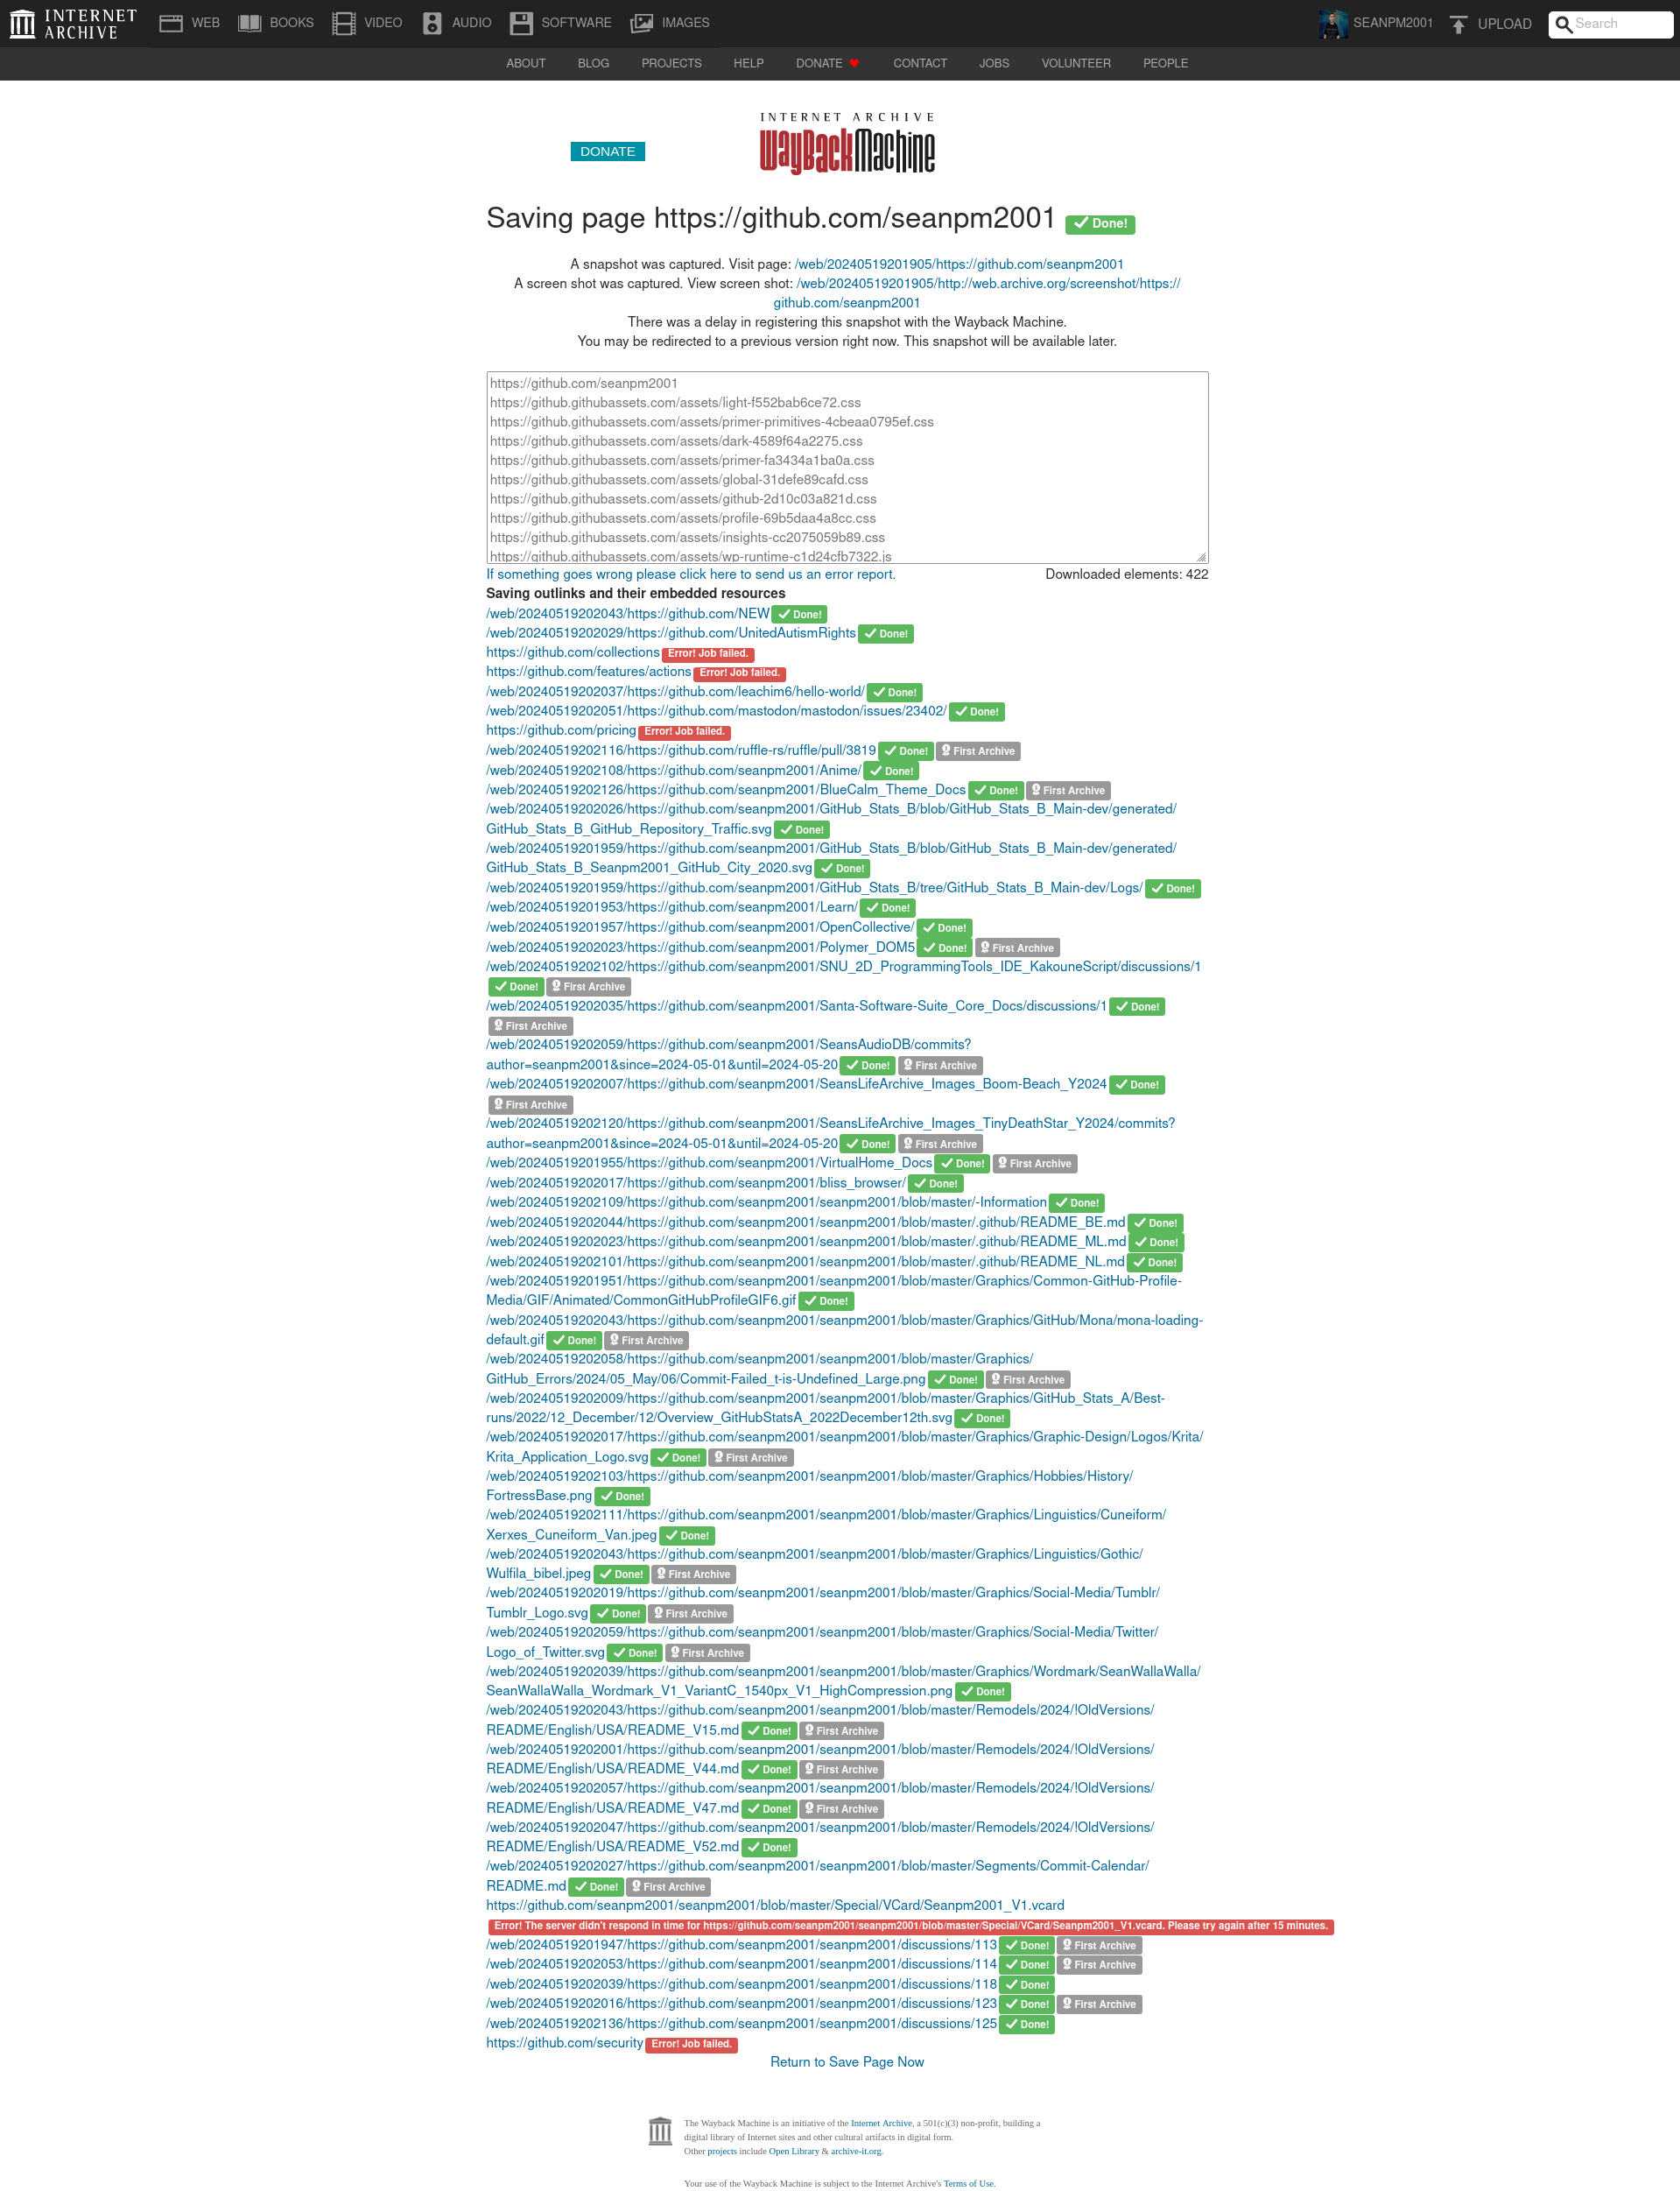 INTERNET ARCHIVE
WEB BOOKS VIDEO AUDIO SOFTWARE IMAGES SEANPM2001 UPLOAD Search
ABOUT BLOG PROJECTS HELP DONATE CONTACT JOBS VOLUNTEER PEOPLE
INTERNET ARCHIVE
WayBackMachine
DONATE
Saving page https://github.com/seanpm2001 Done!
A snapshot was captured. Visit page: /web/20240519201905/https://github.com/seanpm2001
A screen shot was captured. View screen shot: /web/20240519201905/http://web.archive.org/screenshot/https://
github.com/seanpm2001
There was a delay in registering this snapshot with the Wayback Machine.
You may be redirected to a previous version right now. This snapshot will be available later.
https://github.com/seanpm2001
https://github.githubassets.com/assets/light-f552bab6ce72.css
https://github.githubassets.com/assets/primer-primitives-4cbeaa0795ef.css
https://github.githubassets.com/assets/dark-4589f64a2275.css
https://github.githubassets.com/assets/primer-fa3434a1ba0a.css
https://github.githubassets.com/assets/global-31defe89cafd.css
https://github.githubassets.com/assets/github-2d10c03a821d.css
https://github.githubassets.com/assets/profile-69b5daa4a8cc.css
https://github.githubassets.com/assets/insights-cc2075059b89.css
https://github.githubassets.com/assets/wp-runtime-c1d24cfb7322.js
If something goes wrong please click here to send us an error report. Downloaded elements: 422
Saving outlinks and their embedded resources
/web/20240519202043/https://github.com/NEW Done!
/web/20240519202029/https://github.com/UnitedAutismRights Done!
https://github.com/collections Error! Job failed.
https://github.com/features/actions Error! Job failed.
/web/20240519202037/https://github.com/leachim6/hello-world/ Done!
/web/20240519202051/https://github.com/mastodon/mastodon/issues/23402/ Done!
https://github.com/pricing Error! Job failed.
/web/20240519202116/https://github.com/ruffle-rs/ruffle/pull/3819 Done! First Archive
/web/20240519202108/https://github.com/seanpm2001/Anime/ Done!
/web/20240519202126/https://github.com/seanpm2001/BlueCalm_Theme_Docs Done! First Archive
/web/20240519202026/https://github.com/seanpm2001/GitHub_Stats_B/blob/GitHub_Stats_B_Main-dev/generated/
GitHub_Stats_B_GitHub_Repository_Traffic.svg Done!
/web/20240519201959/https://github.com/seanpm2001/GitHub_Stats_B/blob/GitHub_Stats_B_Main-dev/generated/
GitHub_Stats_B_Seanpm2001_GitHub_City_2020.svg Done!
/web/20240519201959/https://github.com/seanpm2001/GitHub_Stats_B/tree/GitHub_Stats_B_Main-dev/Logs/ Done!
/web/20240519201953/https://github.com/seanpm2001/Learn/ Done!
/web/20240519201957/https://github.com/seanpm2001/OpenCollective/ Done!
/web/20240519202023/https://github.com/seanpm2001/Polymer_DOM5 Done! First Archive
/web/20240519202102/https://github.com/seanpm2001/SNU_2D_ProgrammingTools_IDE_KakouneScript/discussions/1
Done! First Archive
/web/20240519202035/https://github.com/seanpm2001/Santa-Software-Suite_Core_Docs/discussions/1 Done!
First Archive
/web/20240519202059/https://github.com/seanpm2001/SeansAudioDB/commits?
author=seanpm2001&since=2024-05-01&until=2024-05-20 Done! First Archive
/web/20240519202007/https://github.com/seanpm2001/SeansLifeArchive_Images_Boom-Beach_Y2024 Done!
First Archive
/web/20240519202120/https://github.com/seanpm2001/SeansLifeArchive_Images_TinyDeathStar_Y2024/commits?
author=seanpm2001&since=2024-05-01&until=2024-05-20 Done! First Archive
/web/20240519201955/https://github.com/seanpm2001/VirtualHome_Docs Done! First Archive
/web/20240519202017/https://github.com/seanpm2001/bliss_browser/ Done!
/web/20240519202109/https://github.com/seanpm2001/seanpm2001/blob/master/-Information Done!
/web/20240519202044/https://github.com/seanpm2001/seanpm2001/blob/master/.github/README_BE.md Done!
/web/20240519202023/https://github.com/seanpm2001/seanpm2001/blob/master/.github/README_ML.md Done!
/web/20240519202101/https://github.com/seanpm2001/seanpm2001/blob/master/.github/README_NL.md Done!
/web/20240519201951/https://github.com/seanpm2001/seanpm2001/blob/master/Graphics/Common-GitHub-Profile-
Media/GIF/Animated/CommonGitHubProfileGIF6.gif Done!
/web/20240519202043/https://github.com/seanpm2001/seanpm2001/blob/master/Graphics/GitHub/Mona/mona-loading-
default.gif Done! First Archive
/web/20240519202058/https://github.com/seanpm2001/seanpm2001/blob/master/Graphics/
GitHub_Errors/2024/05_May/06/Commit-Failed_t-is-Undefined_Large.png Done! First Archive
/web/20240519202009/https://github.com/seanpm2001/seanpm2001/blob/master/Graphics/GitHub_Stats_A/Best-
runs/2022/12_December/12/Overview_GitHubStatsA_2022December12th.svg Done!
/web/20240519202017/https://github.com/seanpm2001/seanpm2001/blob/master/Graphics/Graphic-Design/Logos/Krita/
Krita_Application_Logo.svg Done! First Archive
/web/20240519202103/https://github.com/seanpm2001/seanpm2001/blob/master/Graphics/Hobbies/History/
FortressBase.png Done!
/web/20240519202111/https://github.com/seanpm2001/seanpm2001/blob/master/Graphics/Linguistics/Cuneiform/
Xerxes_Cuneiform_Van.jpeg Done!
/web/20240519202043/https://github.com/seanpm2001/seanpm2001/blob/master/Graphics/Linguistics/Gothic/
Wulfila_bibel.jpeg Done! First Archive
/web/20240519202019/https://github.com/seanpm2001/seanpm2001/blob/master/Graphics/Social-Media/Tumblr/
Tumblr_Logo.svg Done! First Archive
/web/20240519202059/https://github.com/seanpm2001/seanpm2001/blob/master/Graphics/Social-Media/Twitter/
Logo_of_Twitter.svg Done! First Archive
/web/20240519202039/https://github.com/seanpm2001/seanpm2001/blob/master/Graphics/Wordmark/SeanWallaWalla/
SeanWallaWalla_Wordmark_V1_VariantC_1540px_V1_HighCompression.png Done!
/web/20240519202043/https://github.com/seanpm2001/seanpm2001/blob/master/Remodels/2024/!OldVersions/
README/English/USA/README_V15.md Done! First Archive
/web/20240519202001/https://github.com/seanpm2001/seanpm2001/blob/master/Remodels/2024/!OldVersions/
README/English/USA/README_V44.md Done! First Archive
/web/20240519202057/https://github.com/seanpm2001/seanpm2001/blob/master/Remodels/2024/!OldVersions/
README/English/USA/README_V47.md Done! First Archive
/web/20240519202047/https://github.com/seanpm2001/seanpm2001/blob/master/Remodels/2024/!OldVersions/
README/English/USA/README_V52.md Done!
/web/20240519202027/https://github.com/seanpm2001/seanpm2001/blob/master/Segments/Commit-Calendar/
README.md Done! First Archive
https://github.com/seanpm2001/seanpm2001/blob/master/Special/VCard/Seanpm2001_V1.vcard
Error! The server didn't respond in time for https://github.com/seanpm2001/seanpm2001/blob/master/Special/VCard/Seanpm2001_V1.vcard. Please try again after 15 minutes.
/web/20240519201947/https://github.com/seanpm2001/seanpm2001/discussions/113 Done! First Archive
/web/20240519202053/https://github.com/seanpm2001/seanpm2001/discussions/114 Done! First Archive
/web/20240519202039/https://github.com/seanpm2001/seanpm2001/discussions/118 Done!
/web/20240519202016/https://github.com/seanpm2001/seanpm2001/discussions/123 Done! First Archive
/web/20240519202136/https://github.com/seanpm2001/seanpm2001/discussions/125 Done!
https://github.com/security Error! Job failed.
Return to Save Page Now
The Wayback Machine is an initiative of the Internet Archive, a 501(c)(3) non-profit, building a
digital library of Internet sites and other cultural artifacts in digital form.
Other projects include Open Library & archive-it.org.
Your use of the Wayback Machine is subject to the Internet Archive's Terms of Use.